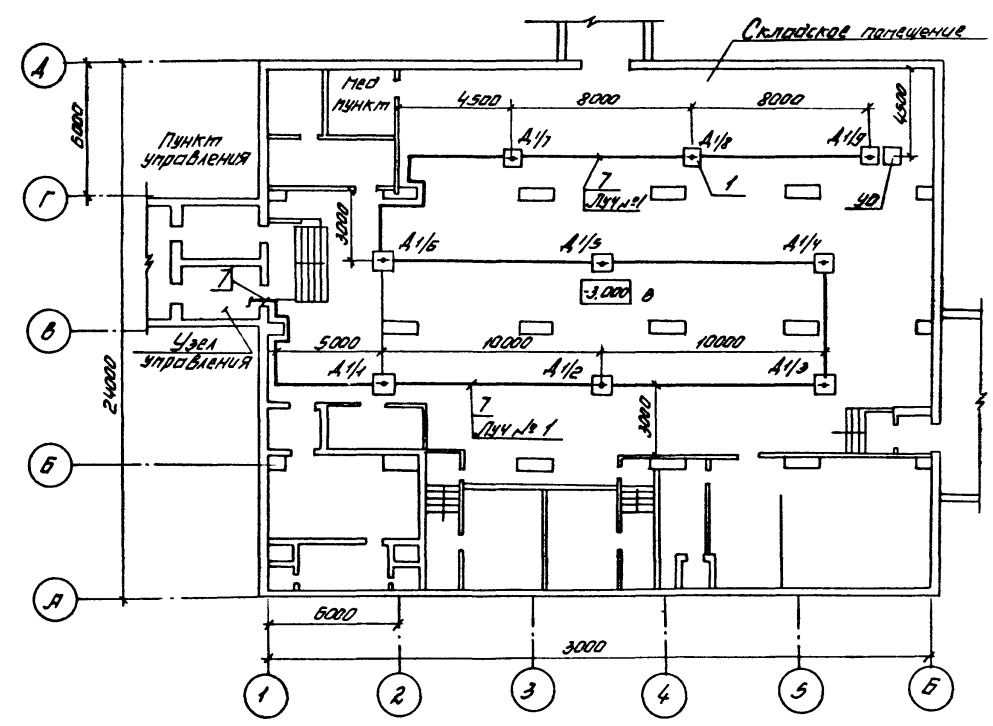 Складское помещение
Д
6000
Мед
пункт
4500
8000
8000
4500
Пункт
управления
Д1/7
Д1/8
Д1/9
7
Луч №1
1
УО
Г
3000
Д1/6
Д1/5
Д1/4
7
-3.000
В
В
Узел
управления
5000
10000
10000
24000
Д1/1
Д1/2
Д1/3
7
Луч № 1
3000
Б
А
6000
3000
1
2
3
4
5
6